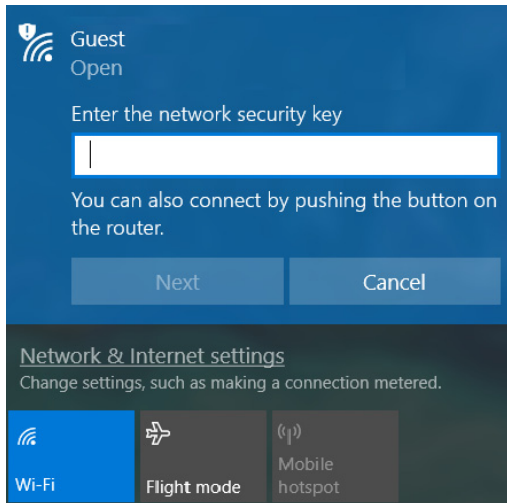 Guest
Open
Enter the network security key
You can also connect by pushing the button on
the router.
Next
Cancel
Network & Internet settings
Change settings, such as making a connection metered.
Wi-Fi
Flight mode
Mobile
hotspot